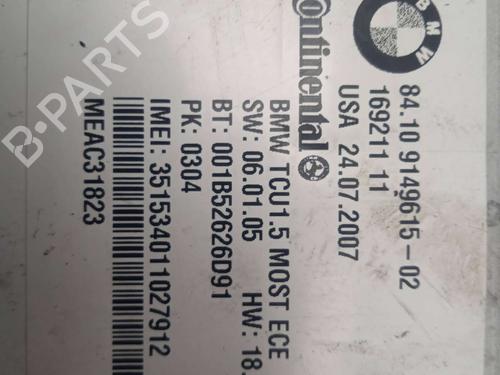 BMW
84.10 9149615-02
169211 11
USA 24.07.2007
Continental
BMW TCU1.5 MOST ECE
SW: 06.01.05 HW: 18.
BT: 001B52626D91
PK: 0304
IMEI: 351534011027912
MEAC31823
B-PARTS